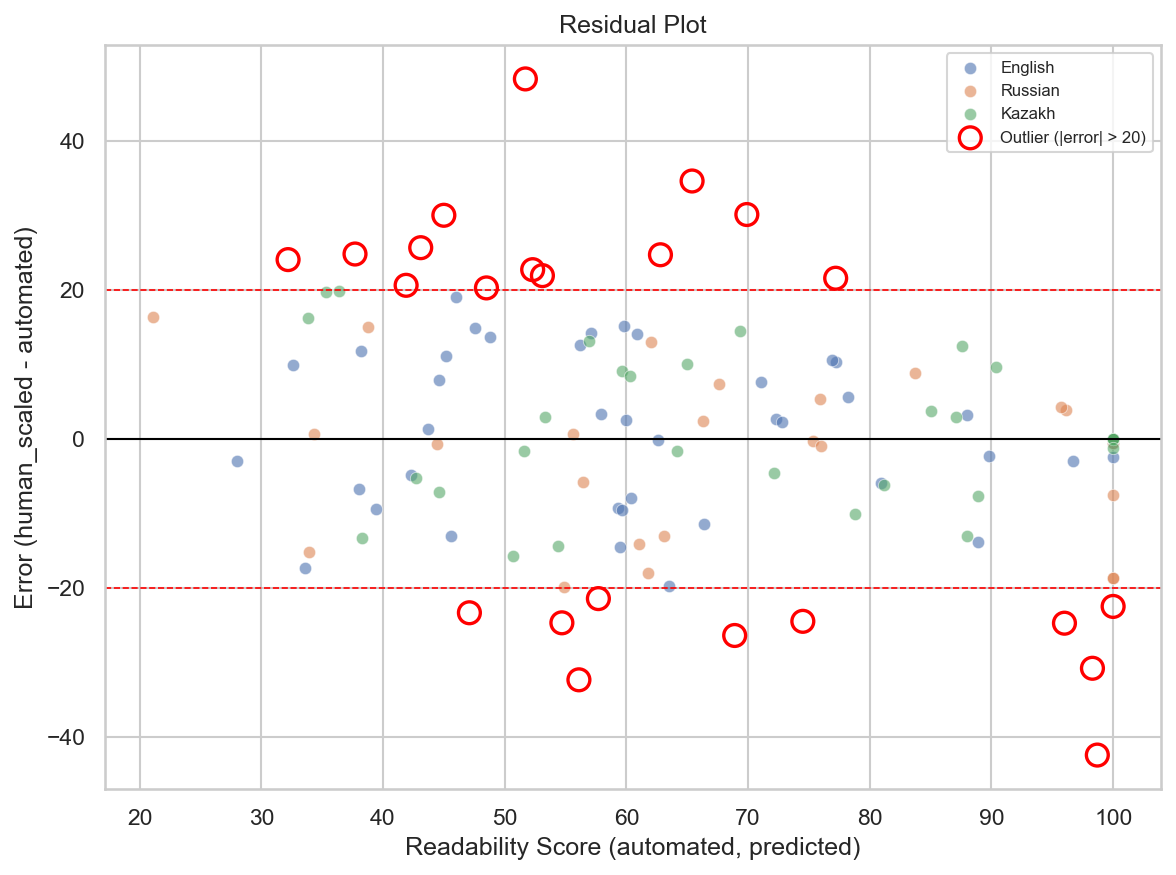 Residual Plot
English
Russian
Kazakh
Outlier (|error| > 20)
Error (human_scaled - automated)
40
20
0
−20
−40
20 30 40 50 60 70 80 90 100
Readability Score (automated, predicted)